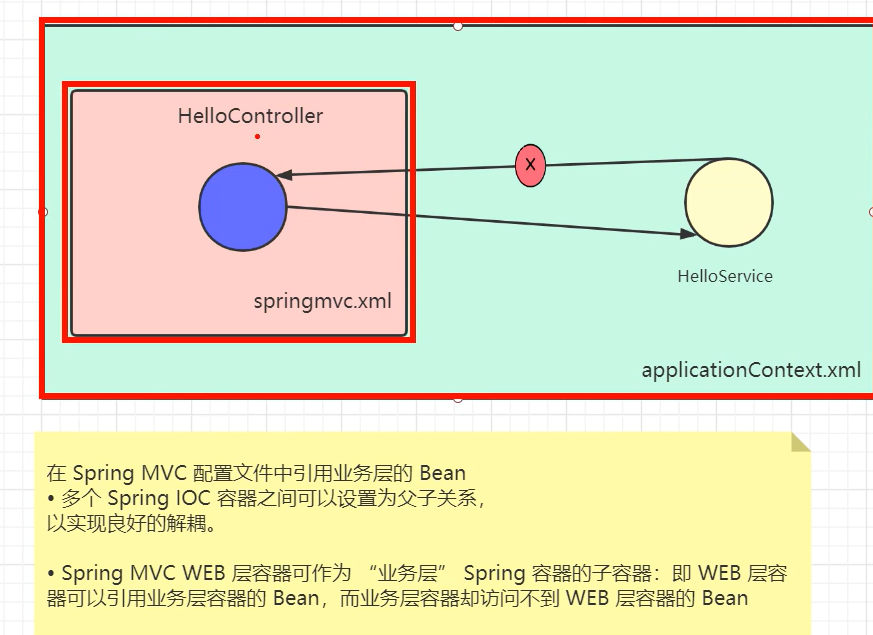 HelloController
X
springmvc.xml
HelloService
applicationContext.xml
在 Spring MVC 配置文件中引用业务层的 Bean
• 多个 Spring IOC 容器之间可以设置为父子关系，
以实现良好的解耦。
• Spring MVC WEB 层容器可作为 “业务层” Spring 容器的子容器：即 WEB 层容
器可以引用业务层容器的 Bean，而业务层容器却访问不到 WEB 层容器的 Bean